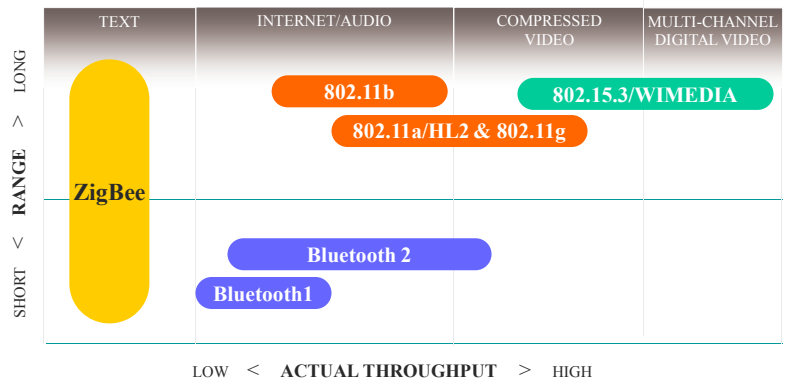 TEXT
INTERNET/AUDIO
COMPRESSED
VIDEO
MULTI-CHANNEL
DIGITAL VIDEO
SHORT < RANGE > LONG
802.11b
802.15.3/WIMEDIA
802.11a/HL2 & 802.11g
ZigBee
Bluetooth 2
Bluetooth1
LOW < ACTUAL THROUGHPUT > HIGH